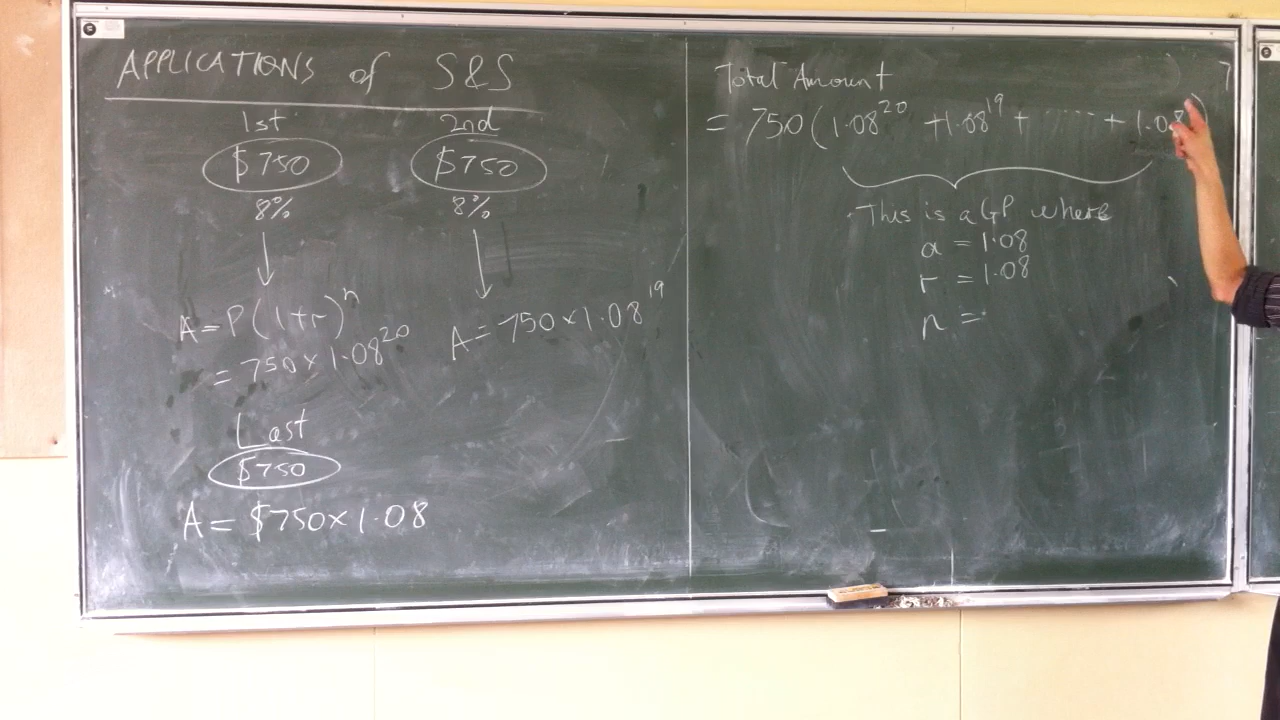 APPLICATIONS of S&S
1st
$750
8%
A = P(1+r)^n
= 750 × 1.08^20
2nd
$750
8%
A = 750 × 1.08^19
Last
$750
A = $750 × 1.08
Total Amount
= 750 (1.08^20 + 1.08^19 + ...... + 1.08)
This is a GP where
a = 1.08
r = 1.08
n =